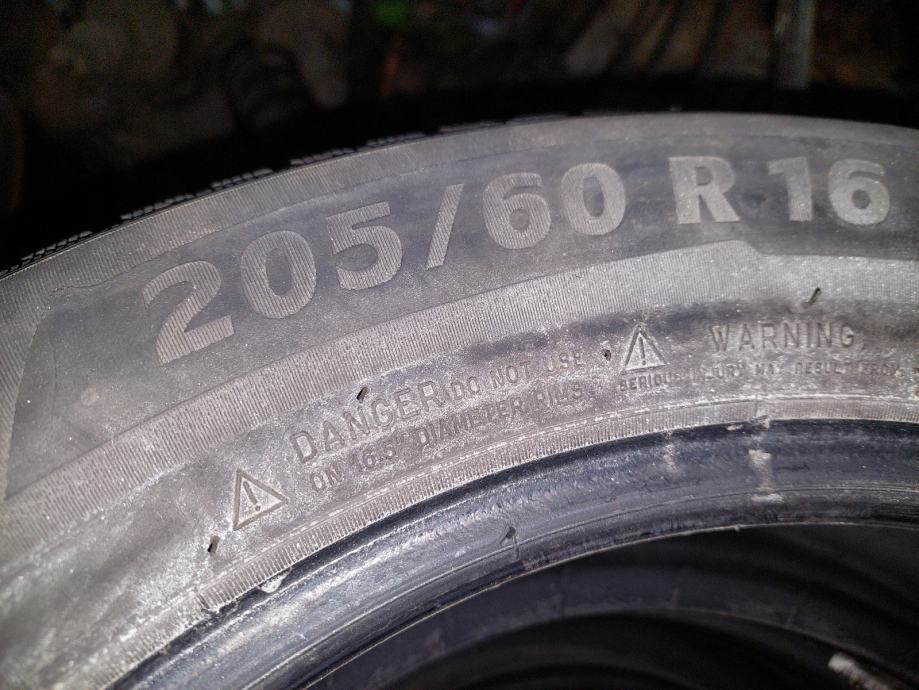 205/60 R16
DANGER DO NOT USE
ON 16.5" DIAMETER RIMS
WARNING,
SERIOUS INJURY MAY RESULT FROM